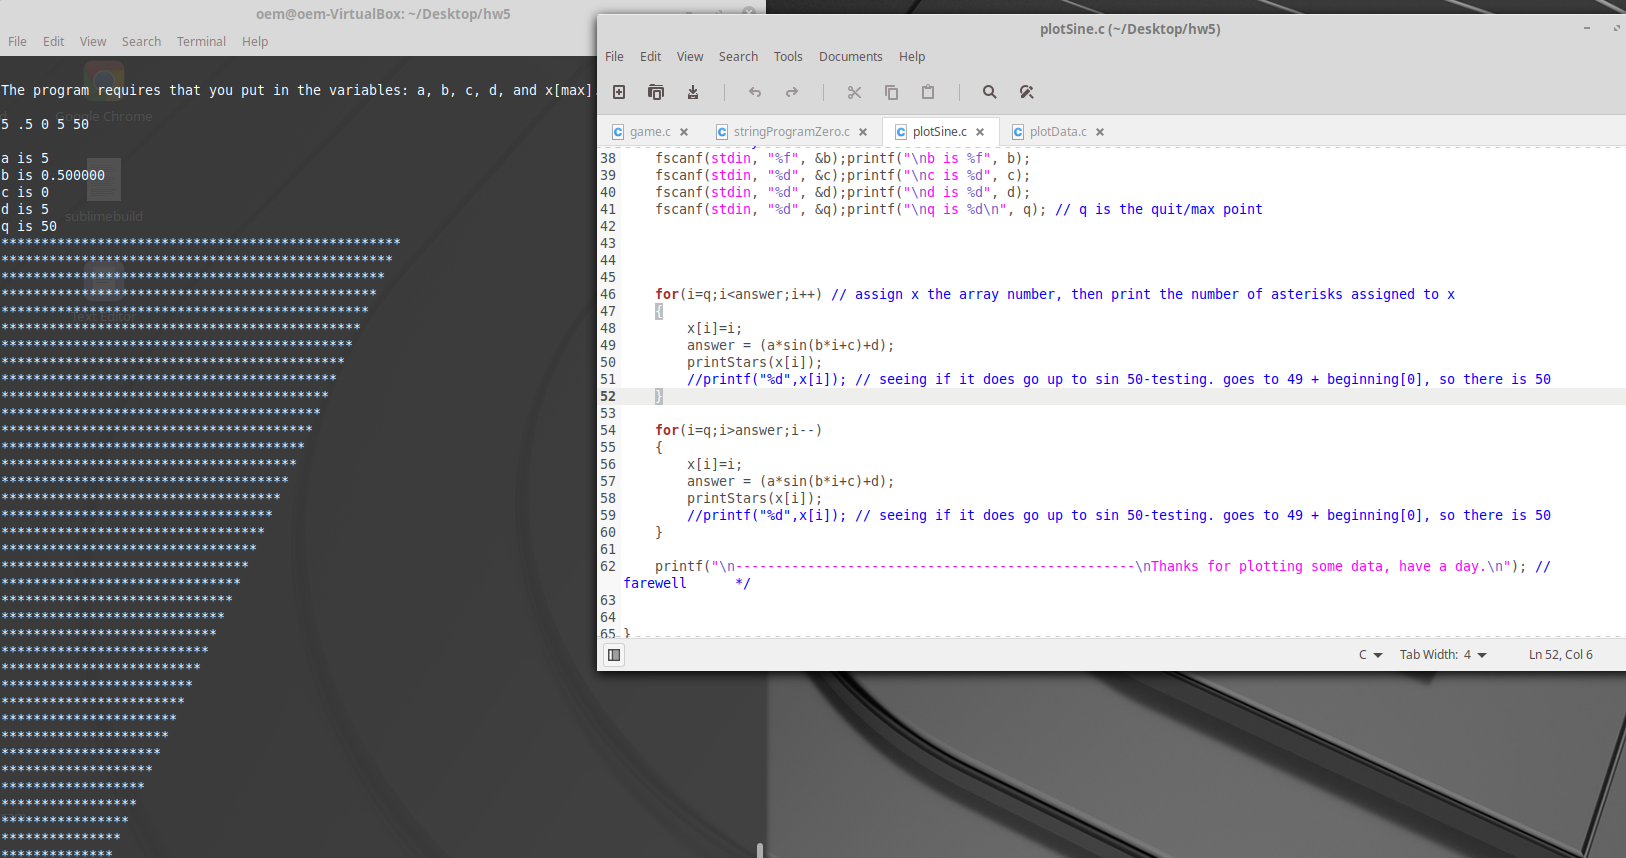 oem@oem-VirtualBox: ~/Desktop/hw5
File Edit View Search Terminal Help
The program requires that you put in the variables: a, b, c, d, and x[max].
Google Chrome
5 .5 0 5 50
a is 5
b is 0.500000
c is 0
d is 5
sublimebuild
q is 50
**************************************************
*************************************************
************************************************
***********************************************
**********************************************
Text Editor
*********************************************
********************************************
*******************************************
******************************************
*****************************************
****************************************
***************************************
**************************************
*************************************
************************************
***********************************
**********************************
*********************************
********************************
*******************************
******************************
*****************************
****************************
***************************
**************************
*************************
************************
***********************
**********************
*********************
********************
*******************
******************
*****************
****************
***************
**************
plotSine.c (~/Desktop/hw5)
File Edit View Search Tools Documents Help
game.c stringProgramZero.c plotSine.c plotData.c
38 fscanf(stdin, "%f", &b);printf("\nb is %f", b);
39 fscanf(stdin, "%d", &c);printf("\nc is %d", c);
40 fscanf(stdin, "%d", &d);printf("\nd is %d", d);
41 fscanf(stdin, "%d", &q);printf("\nq is %d\n", q); // q is the quit/max point
42
43
44
45
46 for(i=q;i<answer;i++) // assign x the array number, then print the number of asterisks assigned to x
47 {
48 x[i]=i;
49 answer = (a*sin(b*i+c)+d);
50 printStars(x[i]);
51 //printf("%d",x[i]); // seeing if it does go up to sin 50-testing. goes to 49 + beginning[0], so there is 50
52 }
53
54 for(i=q;i>answer;i--)
55 {
56 x[i]=i;
57 answer = (a*sin(b*i+c)+d);
58 printStars(x[i]);
59 //printf("%d",x[i]); // seeing if it does go up to sin 50-testing. goes to 49 + beginning[0], so there is 50
60 }
61
62 printf("\n--------------------------------------------------\nThanks for plotting some data, have a day.\n"); //
farewell */
63
64
65 }
C Tab Width: 4 Ln 52, Col 6